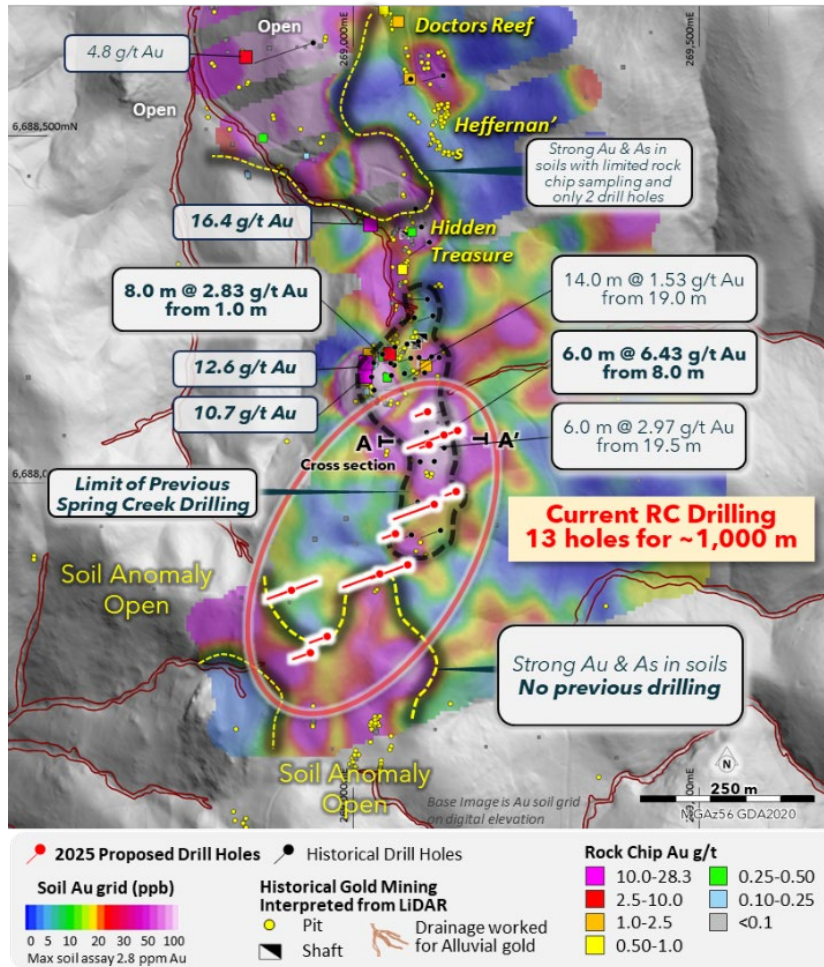 Open
Doctors Reef
4.8 g/t Au
269,000 mE
269,500 mE
Open
6,688,500mN
Heffernan'
s
Strong Au & As in
soils with limited rock
chip sampling and
only 2 drill holes
16.4 g/t Au
Hidden
Treasure
8.0 m @ 2.83 g/t Au
from 1.0 m
14.0 m @ 1.53 g/t Au
from 19.0 m
12.6 g/t Au
6.0 m @ 6.43 g/t Au
from 8.0 m
10.7 g/t Au
6.0 m @ 2.97 g/t Au
from 19.5 m
A
A'
Cross section
6,688,0
Limit of Previous
Spring Creek Drilling
Current RC Drilling
13 holes for ~1,000 m
Soil Anomaly
Open
Strong Au & As in soils
No previous drilling
Soil Anomaly
Open
N
250 m
Base Image is Au soil grid
on digital elevation
MGAz56 GDA2020
2025 Proposed Drill Holes
Historical Drill Holes
Soil Au grid (ppb)
0 5 10 20 30 50 100
Max soil assay 2.8 ppm Au
Historical Gold Mining
Interpreted from LiDAR
Pit
Shaft
Drainage worked
for Alluvial gold
Rock Chip Au g/t
10.0-28.3
2.5-10.0
1.0-2.5
0.50-1.0
0.25-0.50
0.10-0.25
<0.1